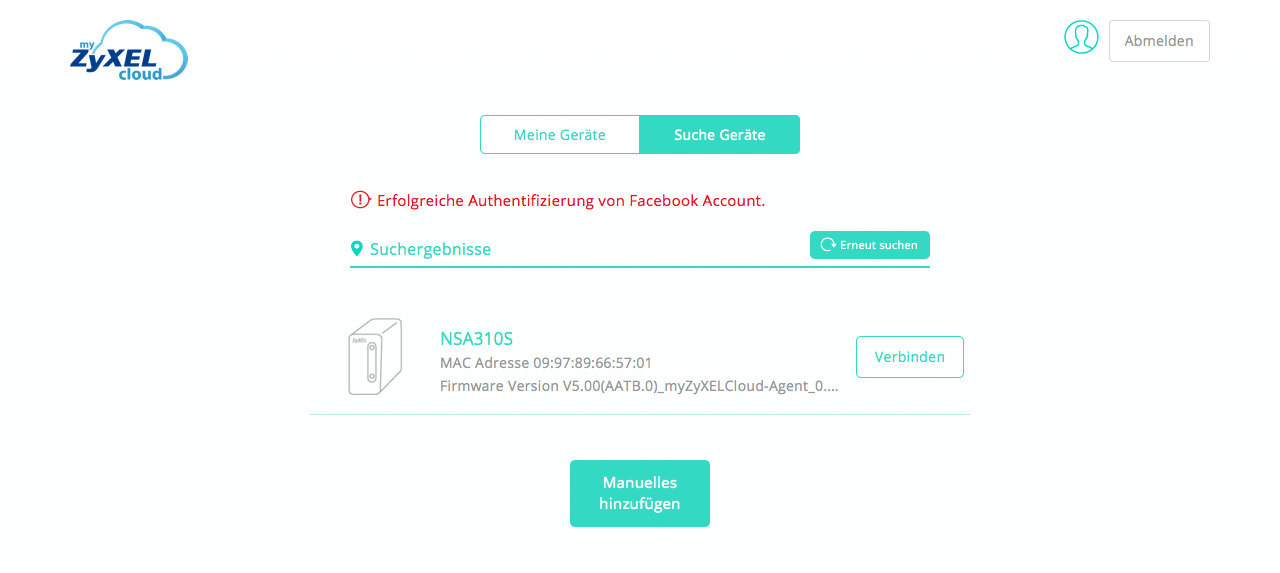 my
ZyXEL
cloud
Abmelden
Meine Geräte
Suche Geräte
Erfolgreiche Authentifizierung von Facebook Account.
Suchergebnisse
Erneut suchen
ZyXEL
NSA310S
MAC Adresse 09:97:89:66:57:01
Firmware Version V5.00(AATB.0)_myZyXELCloud-Agent_0....
Verbinden
Manuelles
hinzufügen